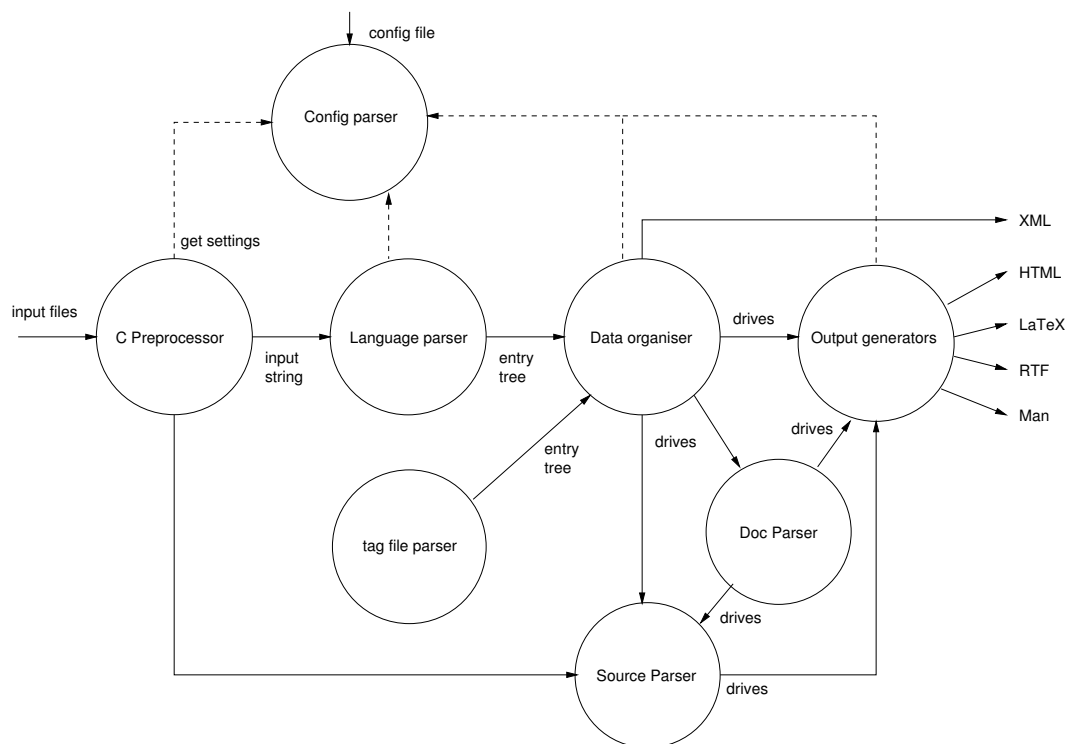 config file
Config parser
get settings
XML
HTML
input files
drives
LaTeX
C Preprocessor
Language parser
Data organiser
Output generators
input
string
entry
tree
RTF
Man
drives
drives
entry
tree
tag file parser
Doc Parser
drives
Source Parser
drives